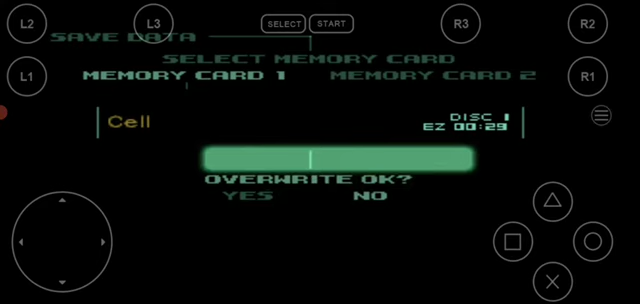 L2 L3 SELECT START R3 R2
SAVE DATA
SELECT MEMORY CARD
L1 MEMORY CARD 1 MEMORY CARD 2 R1
Cell DISC 1
EZ 00:29
OVERWRITE OK?
YES NO